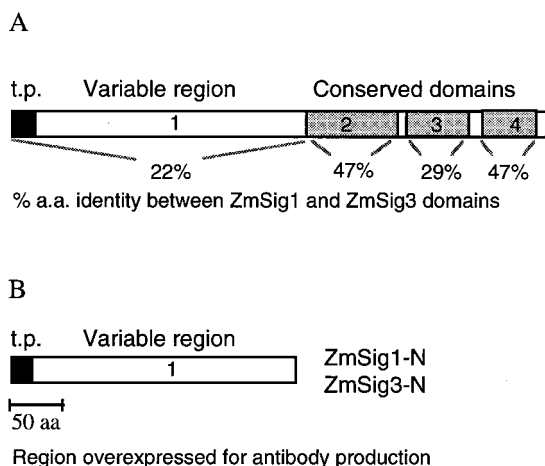 A
t.p. Variable region Conserved domains
1 2 3 4
22% 47% 29% 47%
% a.a. identity between ZmSig1 and ZmSig3 domains
B
t.p. Variable region
1 ZmSig1-N
ZmSig3-N
50 aa
Region overexpressed for antibody production